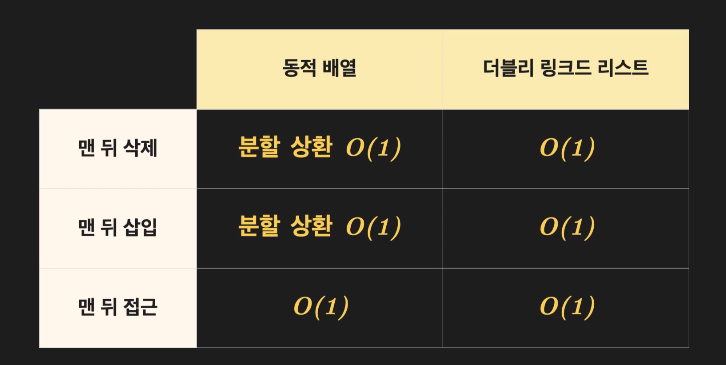 동적 배열 더블리 링크드 리스트
맨 뒤 삭제 분할 상환 O(1) O(1)
맨 뒤 삽입 분할 상환 O(1) O(1)
맨 뒤 접근 O(1) O(1)